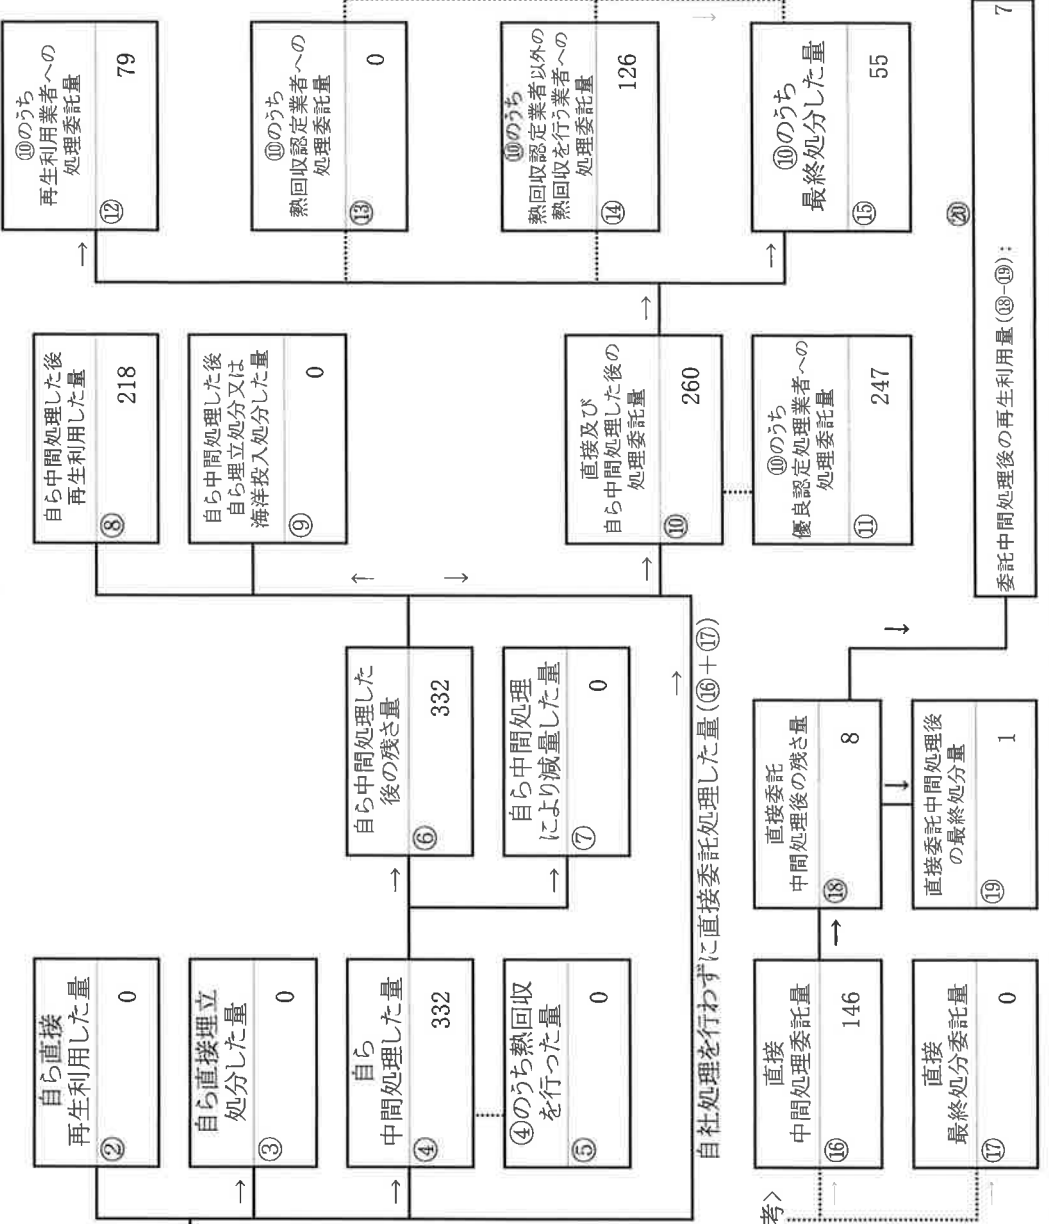 自ら直接
再生利用した量
② 0
自ら直接埋立
処分した量
③ 0
自ら
中間処理した量
④ 332
④のうち熱回収
を行った量
⑤ 0
自ら中間処理した
後の残さ量
⑥ 332
自ら中間処理
により減量した量
⑦ 0
自ら中間処理した後
再生利用した量
⑧ 218
自ら中間処理した後
自ら埋立処分又は
海洋投入処分した量
⑨ 0
直接及び
自ら中間処理した後の
処理委託量
⑩ 260
⑩のうち
優良認定処理業者への
処理委託量
⑪ 247
⑩のうち
再生利用業者への
処理委託量
⑫ 79
⑩のうち
熱回収認定業者への
処理委託量
⑬ 0
⑩のうち
熱回収認定業者以外の
熱回収を行う業者への
処理委託量
⑭ 126
⑩のうち
最終処分した量
⑮ 55
自社処理を行わずに直接委託処理した量(⑯+⑰)
考>
直接
中間処理委託量
⑯ 146
直接
最終処分委託量
⑰ 0
直接委託
中間処理後の残さ量
⑱ 8
直接委託中間処理後
の最終処分量
⑲ 1
⑳
委託中間処理後の再生利用量(⑱-⑲): 7